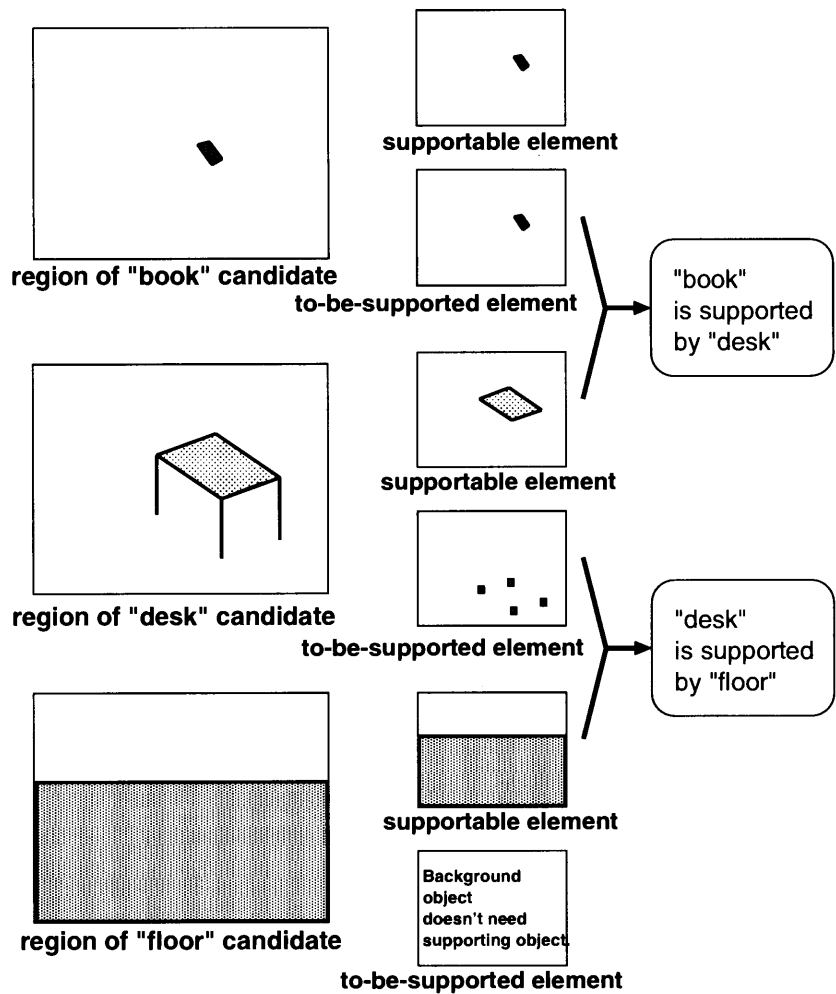 supportable element
region of "book" candidate
to-be-supported element
"book"
is supported
by "desk"
supportable element
region of "desk" candidate
to-be-supported element
"desk"
is supported
by "floor"
supportable element
Background
object
doesn't need
supporting object.
region of "floor" candidate
to-be-supported element